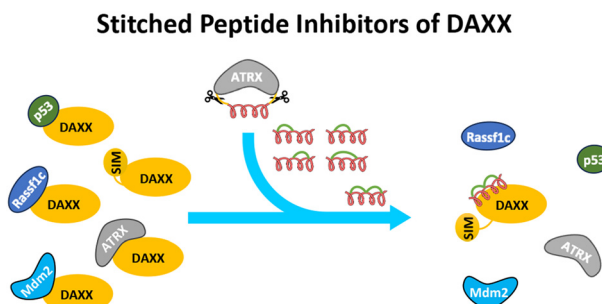 Stitched Peptide Inhibitors of DAXX
ATRX
p53
DAXX
SIM
DAXX
Rassf1c
DAXX
ATRX
DAXX
Mdm2
DAXX
Rassf1c
p53
DAXX
SIM
ATRX
Mdm2